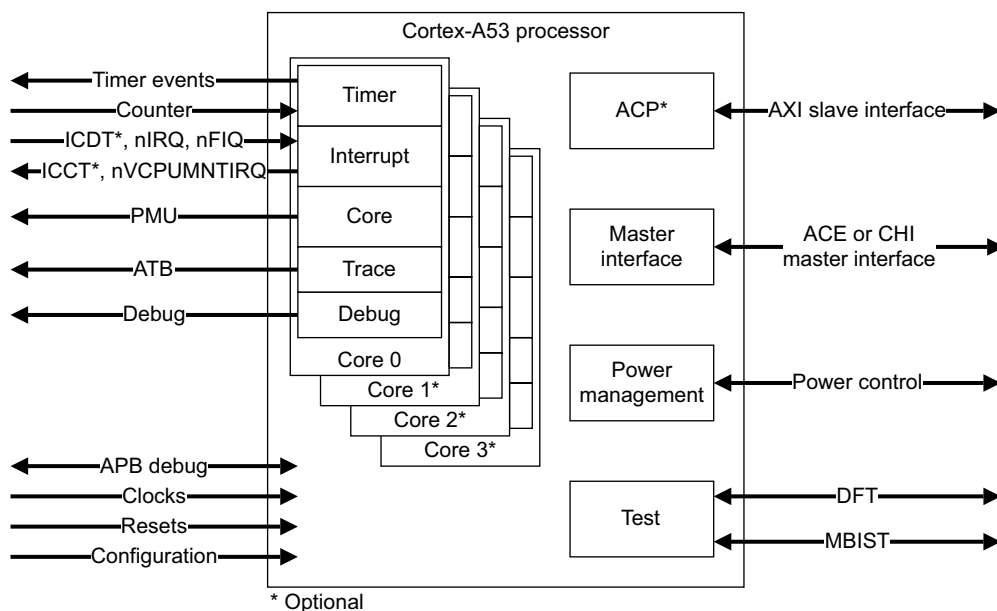 Cortex-A53 processor
Timer events
Counter
ICDT*, nIRQ, nFIQ
ICCT*, nVCPUMNTIRQ
PMU
ATB
Debug
Timer
Interrupt
Core
Trace
Debug
Core 0
Core 1*
Core 2*
Core 3*
APB debug
Clocks
Resets
Configuration
ACP*
AXI slave interface
Master
interface
ACE or CHI
master interface
Power
management
Power control
Test
DFT
MBIST
* Optional